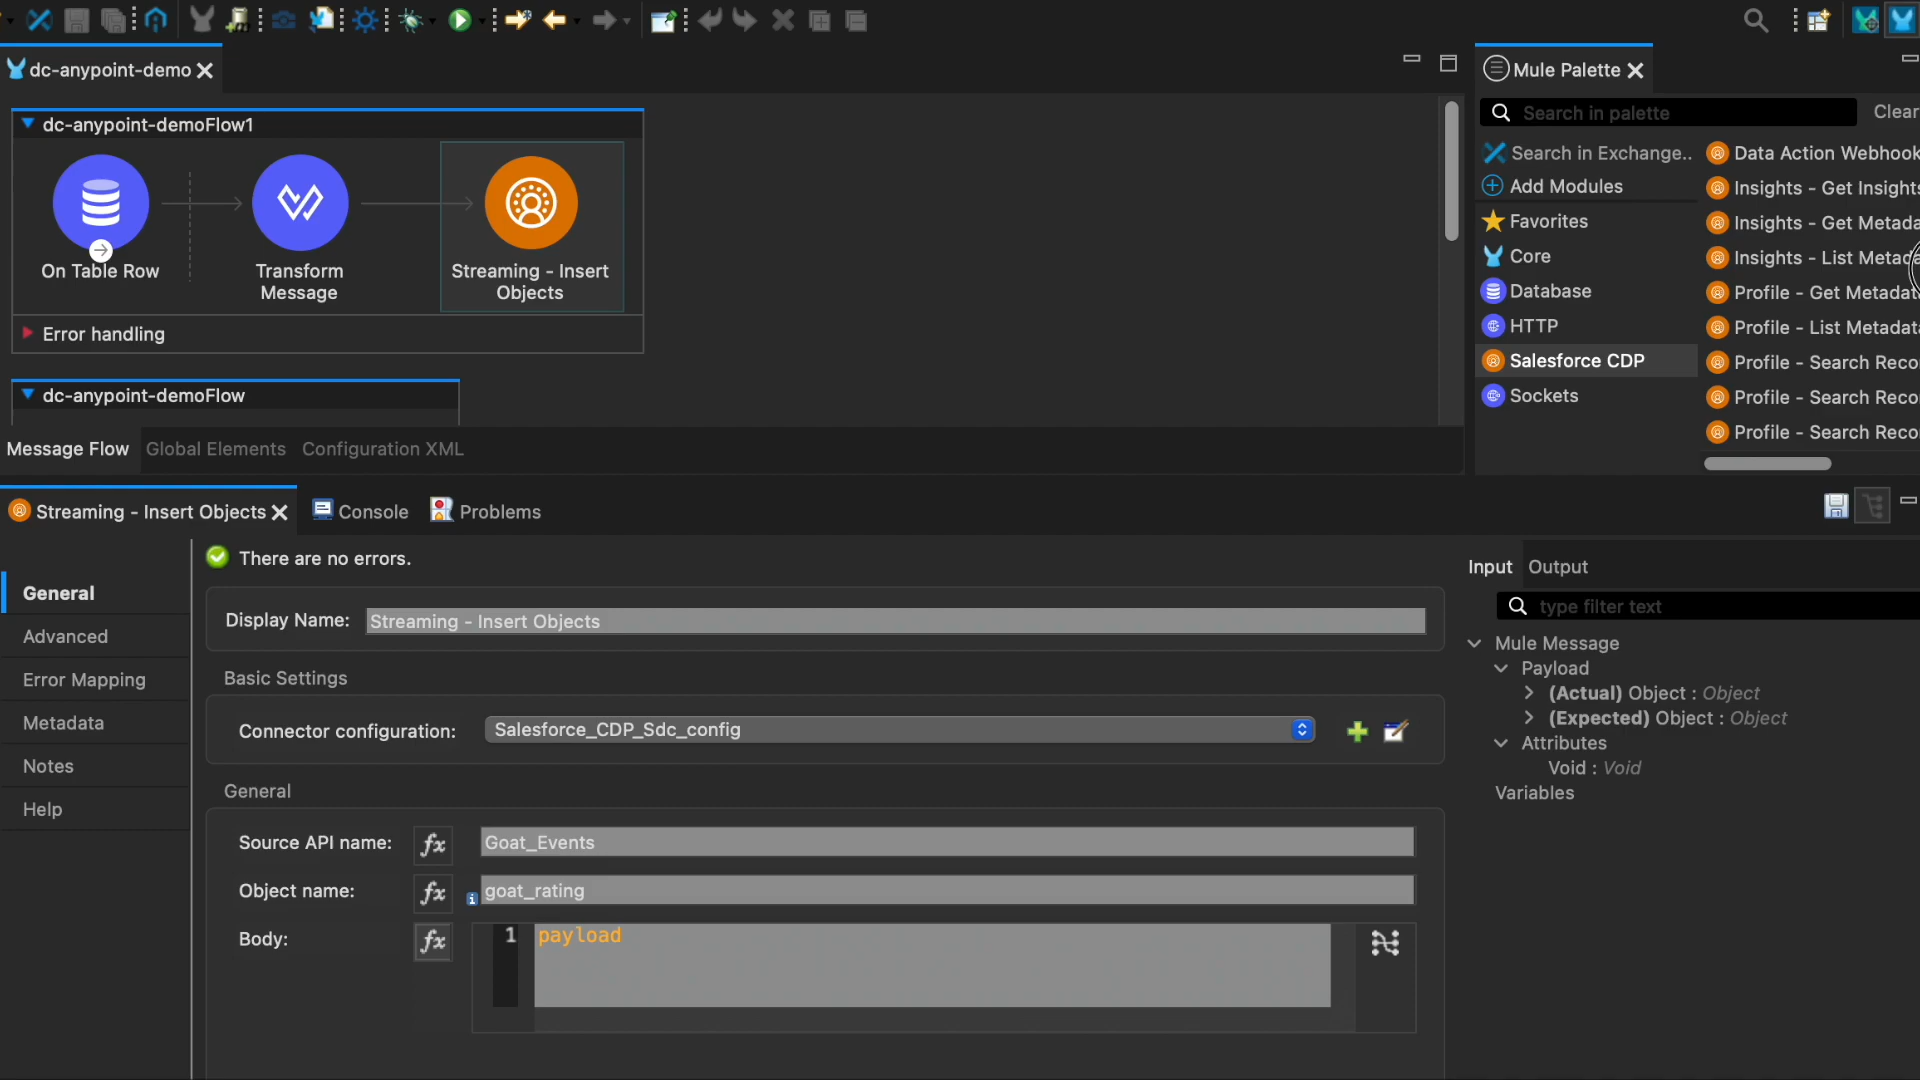 dc-anypoint-demo
dc-anypoint-demoFlow1
On Table Row
Transform
Message
Streaming - Insert
Objects
Error handling
dc-anypoint-demoFlow
Message Flow Global Elements Configuration XML
Mule Palette
Search in palette Clear
Search in Exchange..
Add Modules
Favorites
Core
Database
HTTP
Salesforce CDP
Sockets
Data Action Webhook
Insights - Get Insights
Insights - Get Metada
Insights - List Metada
Profile - Get Metadat
Profile - List Metadat
Profile - Search Reco
Profile - Search Reco
Profile - Search Reco
Streaming - Insert Objects Console Problems
General
Advanced
Error Mapping
Metadata
Notes
Help
There are no errors.
Display Name: Streaming - Insert Objects
Basic Settings
Connector configuration: Salesforce_CDP_Sdc_config
General
Source API name: fx Goat_Events
Object name: fx goat_rating
Body: fx 1 payload
Input Output
type filter text
Mule Message
Payload
(Actual) Object : Object
(Expected) Object : Object
Attributes
Void : Void
Variables